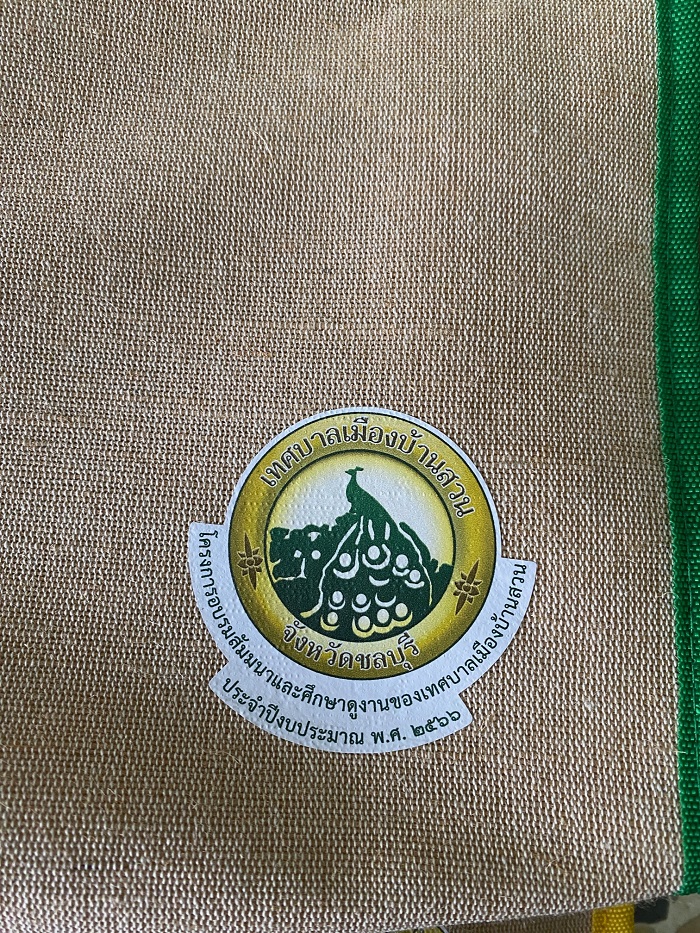 เทศบาลเมืองบ้านสวน
จังหวัดชลบุรี
โครงการอบรมสัมมนาและศึกษาดูงานของเทศบาลเมืองบ้านสวน
ประจำปีงบประมาณ พ.ศ. ๒๕๖๖